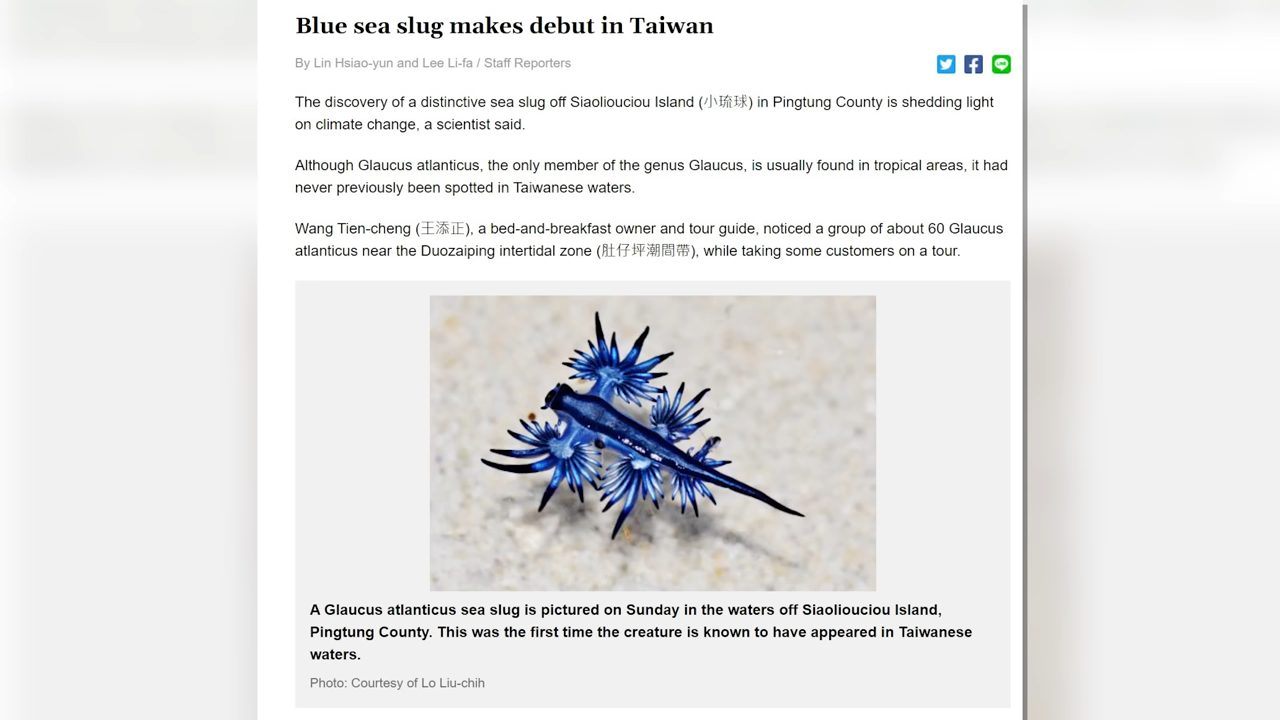 Blue sea slug makes debut in Taiwan
By Lin Hsiao-yun and Lee Li-fa / Staff Reporters
The discovery of a distinctive sea slug off Siaoliouciou Island (小琉球) in Pingtung County is shedding light
on climate change, a scientist said.
Although Glaucus atlanticus, the only member of the genus Glaucus, is usually found in tropical areas, it had
never previously been spotted in Taiwanese waters.
Wang Tien-cheng (王添正), a bed-and-breakfast owner and tour guide, noticed a group of about 60 Glaucus
atlanticus near the Duozaiping intertidal zone (肚仔坪潮間帶), while taking some customers on a tour.
A Glaucus atlanticus sea slug is pictured on Sunday in the waters off Siaoliouciou Island,
Pingtung County. This was the first time the creature is known to have appeared in Taiwanese
waters.
Photo: Courtesy of Lo Liu-chih